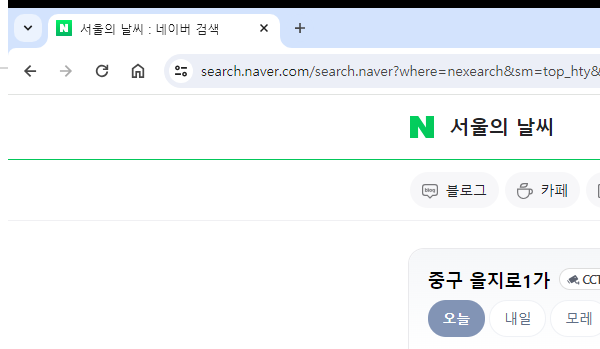 서울의 날씨 : 네이버 검색
search.naver.com/search.naver?where=nexearch&sm=top_hty&
N 서울의 날씨
blog 블로그 카페
중구 을지로1가 CCT
오늘 내일 모레